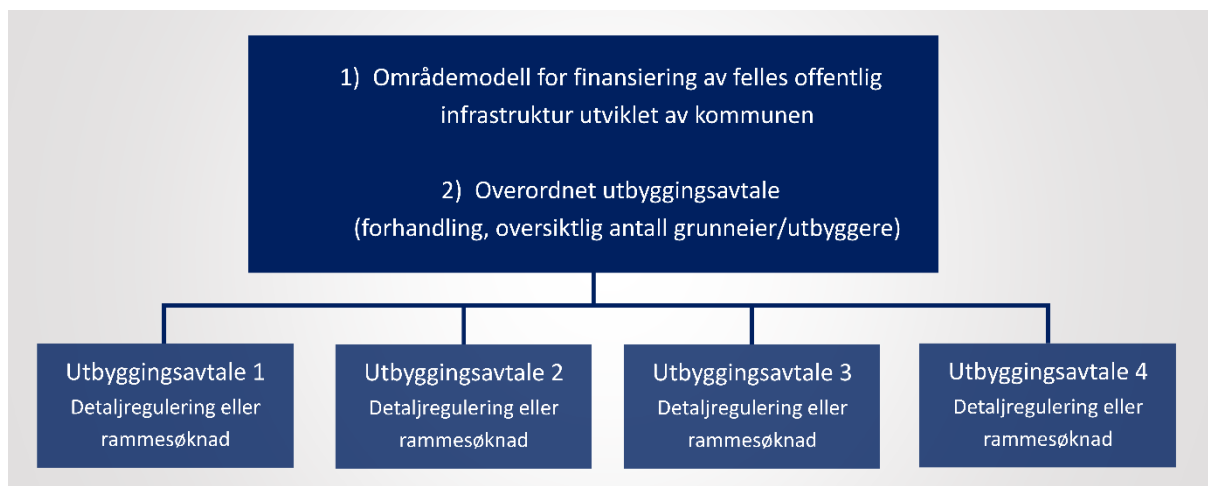 1) Områdemodell for finansiering av felles offentlig
infrastruktur utviklet av kommunen
2) Overordnet utbyggingsavtale
(forhandling, oversiktlig antall grunneier/utbyggere)
Utbyggingsavtale 1
Detaljregulering eller
rammesøknad
Utbyggingsavtale 2
Detaljregulering eller
rammesøknad
Utbyggingsavtale 3
Detaljregulering eller
rammesøknad
Utbyggingsavtale 4
Detaljregulering eller
rammesøknad